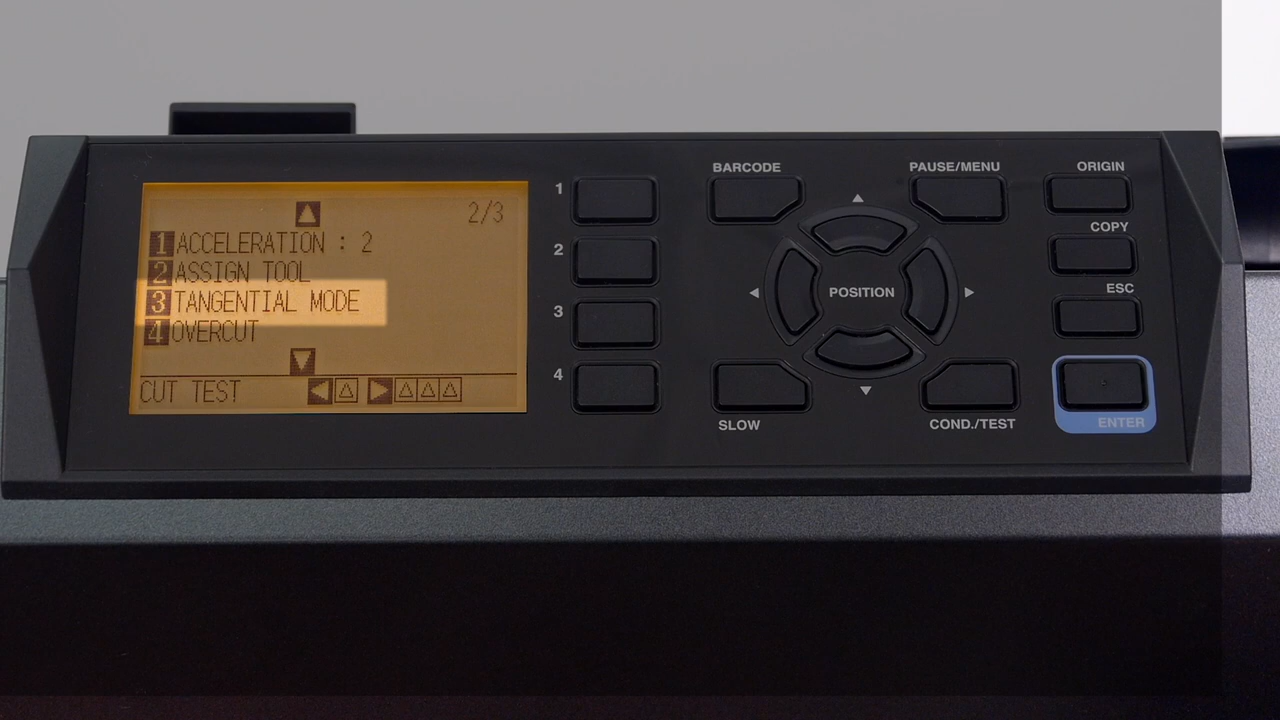 2/3
1 ACCELERATION : 2
2 ASSIGN TOOL
3 TANGENTIAL MODE
4 OVERCUT
CUT TEST
1
2
3
4
BARCODE
PAUSE/MENU
ORIGIN
COPY
ESC
POSITION
SLOW
COND./TEST
ENTER